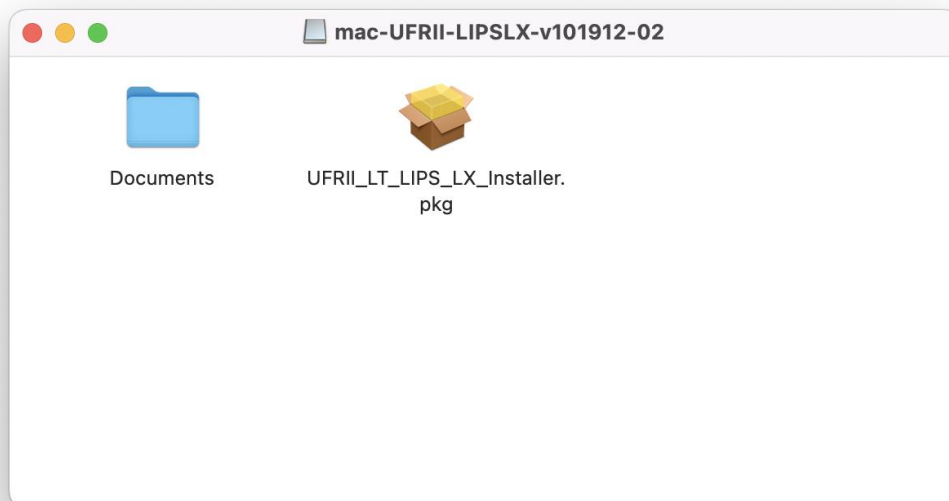 mac-UFRII-LIPSLX-v101912-02
Documents
UFRII_LT_LIPS_LX_Installer.
pkg